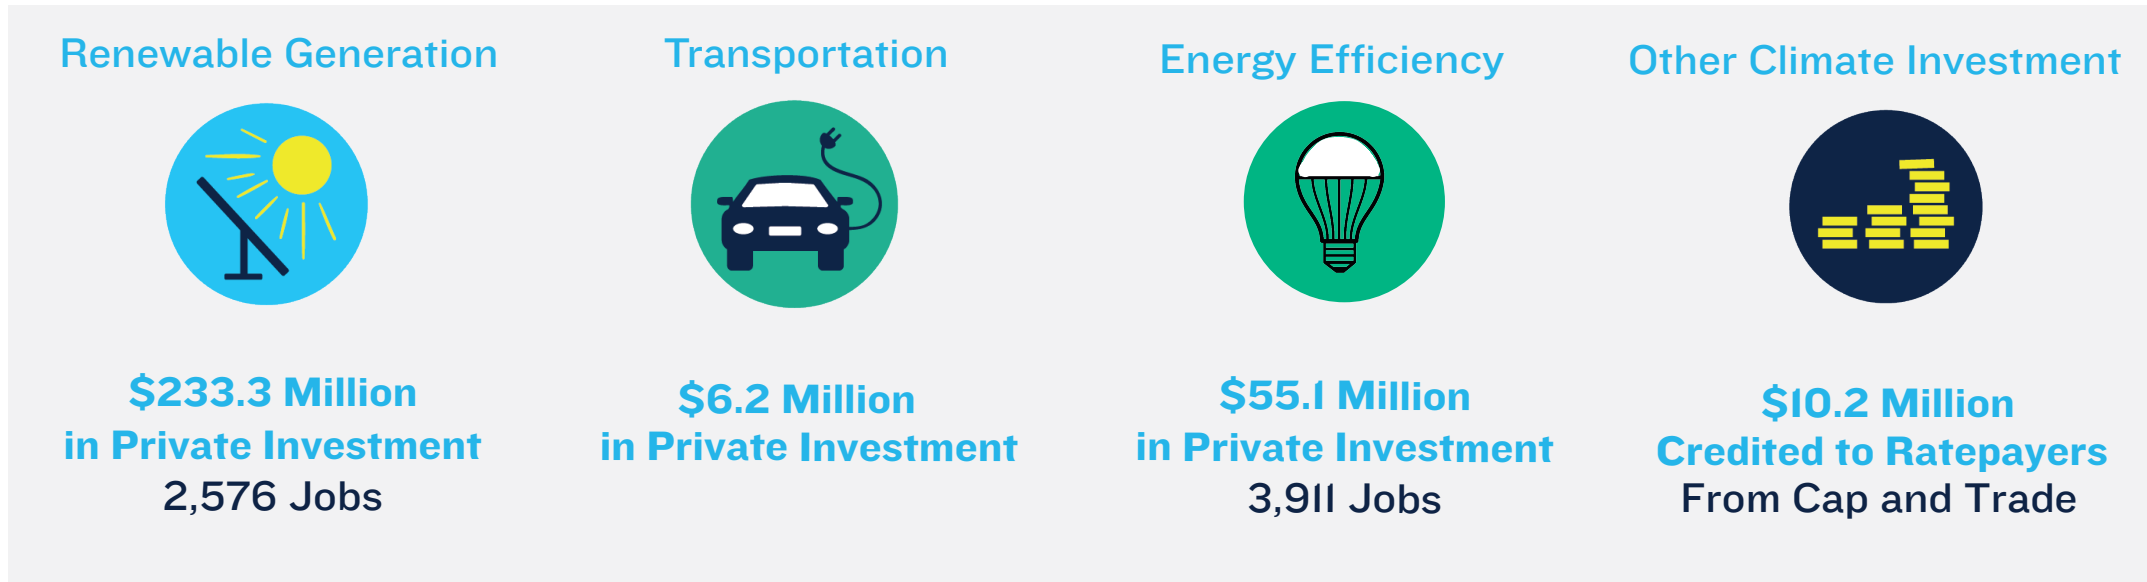 Renewable Generation
$233.3 Million
in Private Investment
2,576 Jobs
Transportation
$6.2 Million
in Private Investment
Energy Efficiency
$55.1 Million
in Private Investment
3,911 Jobs
Other Climate Investment
$10.2 Million
Credited to Ratepayers
From Cap and Trade